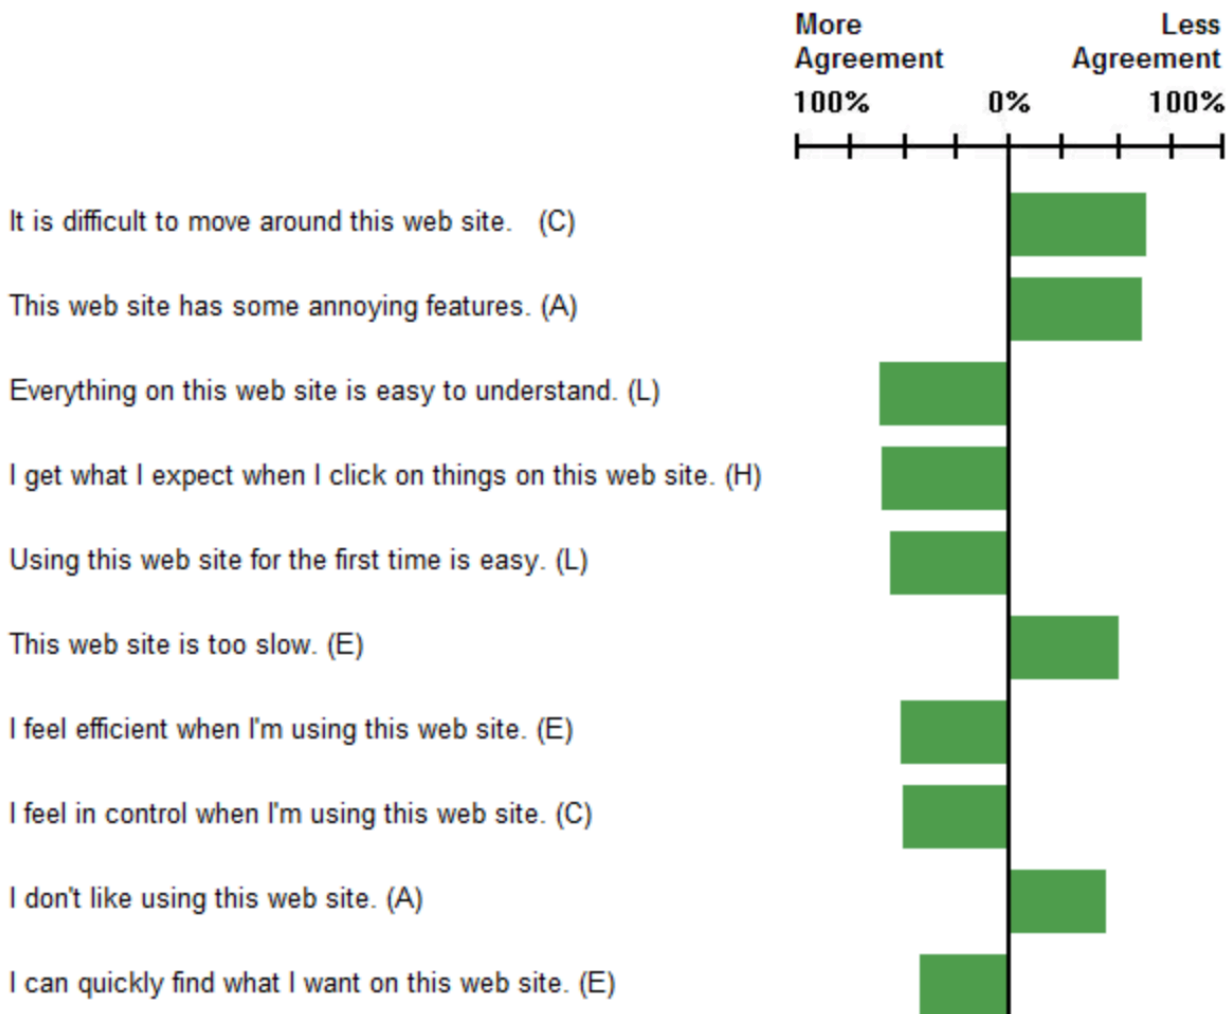 More Less
Agreement Agreement
100% 0% 100%
It is difficult to move around this web site. (C)
This web site has some annoying features. (A)
Everything on this web site is easy to understand. (L)
I get what I expect when I click on things on this web site. (H)
Using this web site for the first time is easy. (L)
This web site is too slow. (E)
I feel efficient when I'm using this web site. (E)
I feel in control when I'm using this web site. (C)
I don't like using this web site. (A)
I can quickly find what I want on this web site. (E)